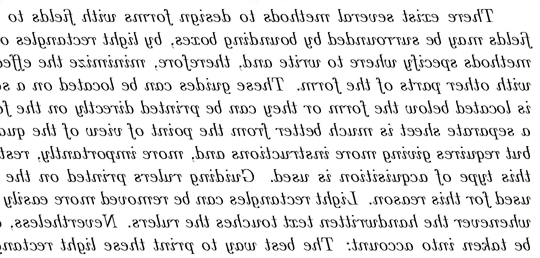 There exist several methods to design forms with fields to
fields may be surrounded by bounding boxes, by light rectangles o
methods specify where to write and, therefore, minimize the effe
with other parts of the form. These guides can be located on a s
is located below the form or they can be printed directly on the fo
a separate sheet is much better from the point of view of the qua
but requires giving more instructions and, more importantly, rest
this type of acquisition is used. Guiding rulers printed on the
used for this reason. Light rectangles can be removed more easily
whenever the handwritten text touches the rulers. Nevertheless,
be taken into account: The best way to print these light rectang